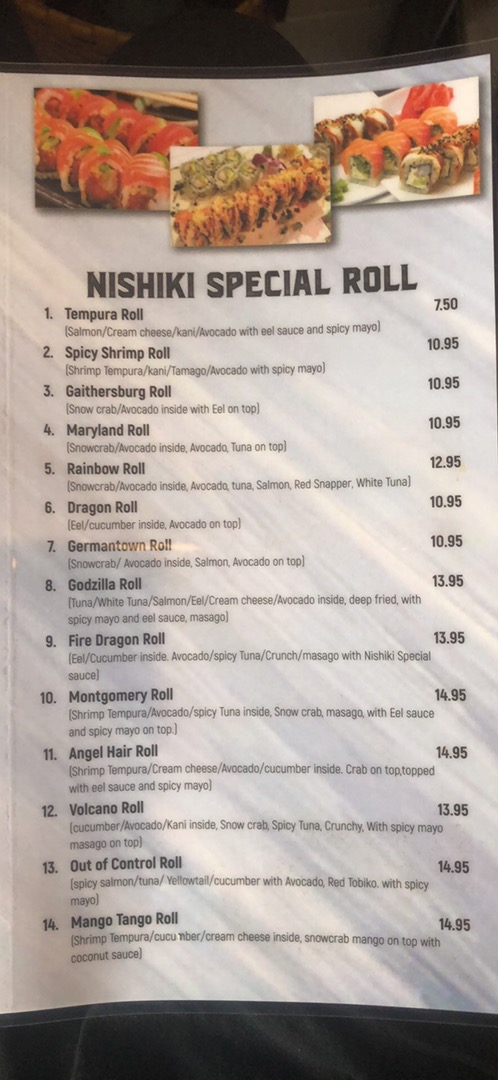 NISHIKI SPECIAL ROLL
1. Tempura Roll 7.50
(Salmon/Cream cheese/kani/Avocado with eel sauce and spicy mayo)
2. Spicy Shrimp Roll 10.95
(Shrimp Tempura/kani/Tamago/Avocado with spicy mayo)
3. Gaithersburg Roll 10.95
(Snow crab/Avocado inside with Eel on top)
4. Maryland Roll 10.95
(Snowcrab/Avocado inside, Avocado, Tuna on top)
5. Rainbow Roll 12.95
(Snowcrab/Avocado inside, Avocado, tuna, Salmon, Red Snapper, White Tuna)
6. Dragon Roll 10.95
(Eel/cucumber inside, Avocado on top)
7. Germantown Roll 10.95
(Snowcrab/ Avocado inside, Salmon, Avocado on top)
8. Godzilla Roll 13.95
(Tuna/White Tuna/Salmon/Eel/Cream cheese/Avocado inside, deep fried, with
spicy mayo and eel sauce, masago)
9. Fire Dragon Roll 13.95
(Eel/Cucumber inside. Avocado/spicy Tuna/Crunch/masago with Nishiki Special
sauce)
10. Montgomery Roll 14.95
(Shrimp Tempura/Avocado/spicy Tuna inside, Snow crab, masago, with Eel sauce
and spicy mayo on top.)
11. Angel Hair Roll 14.95
(Shrimp Tempura/Cream cheese/Avocado/cucumber inside. Crab on top,topped
with eel sauce and spicy mayo)
12. Volcano Roll 13.95
(cucumber/Avocado/Kani inside, Snow crab, Spicy Tuna, Crunchy, With spicy mayo
masago on top)
13. Out of Control Roll 14.95
(spicy salmon/tuna/ Yellowtail/cucumber with Avocado, Red Tobiko. with spicy
mayo)
14. Mango Tango Roll 14.95
(Shrimp Tempura/cucumber/cream cheese inside, snowcrab mango on top with
coconut sauce)